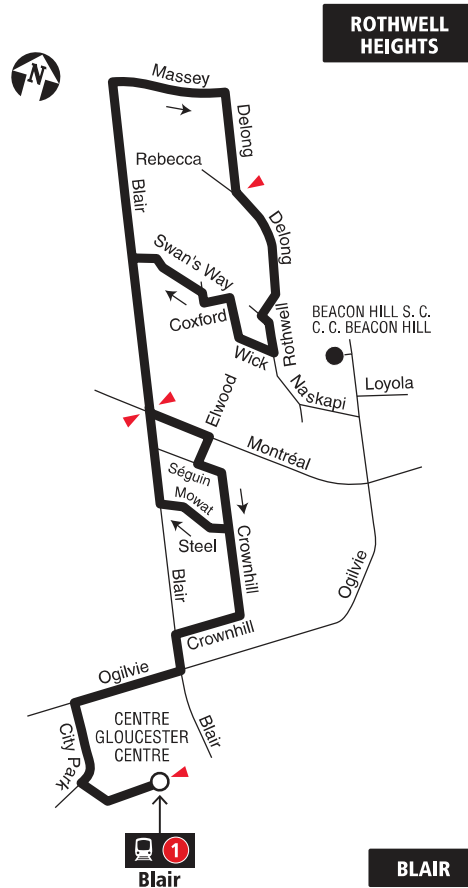 ROTHWELL
HEIGHTS
N
Massey
Delong
Rebecca
Blair
Delong
Swan's Way
Coxford
Rothwell
BEACON HILL S. C.
C. C. BEACON HILL
Wick
Naskapi
Loyola
Elwood
Montréal
Séguin
Mowat
Steel
Crownhill
Blair
Ogilvie
Crownhill
Ogilvie
Blair
City Park
CENTRE
GLOUCESTER
CENTRE
1
Blair
BLAIR